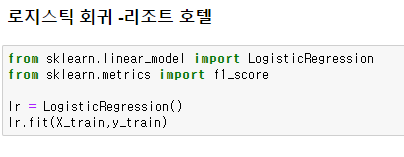 로지스틱 회귀 -리조트 호텔
from sklearn.linear_model import LogisticRegression
from sklearn.metrics import f1_score
lr = LogisticRegression()
lr.fit(X_train,y_train)